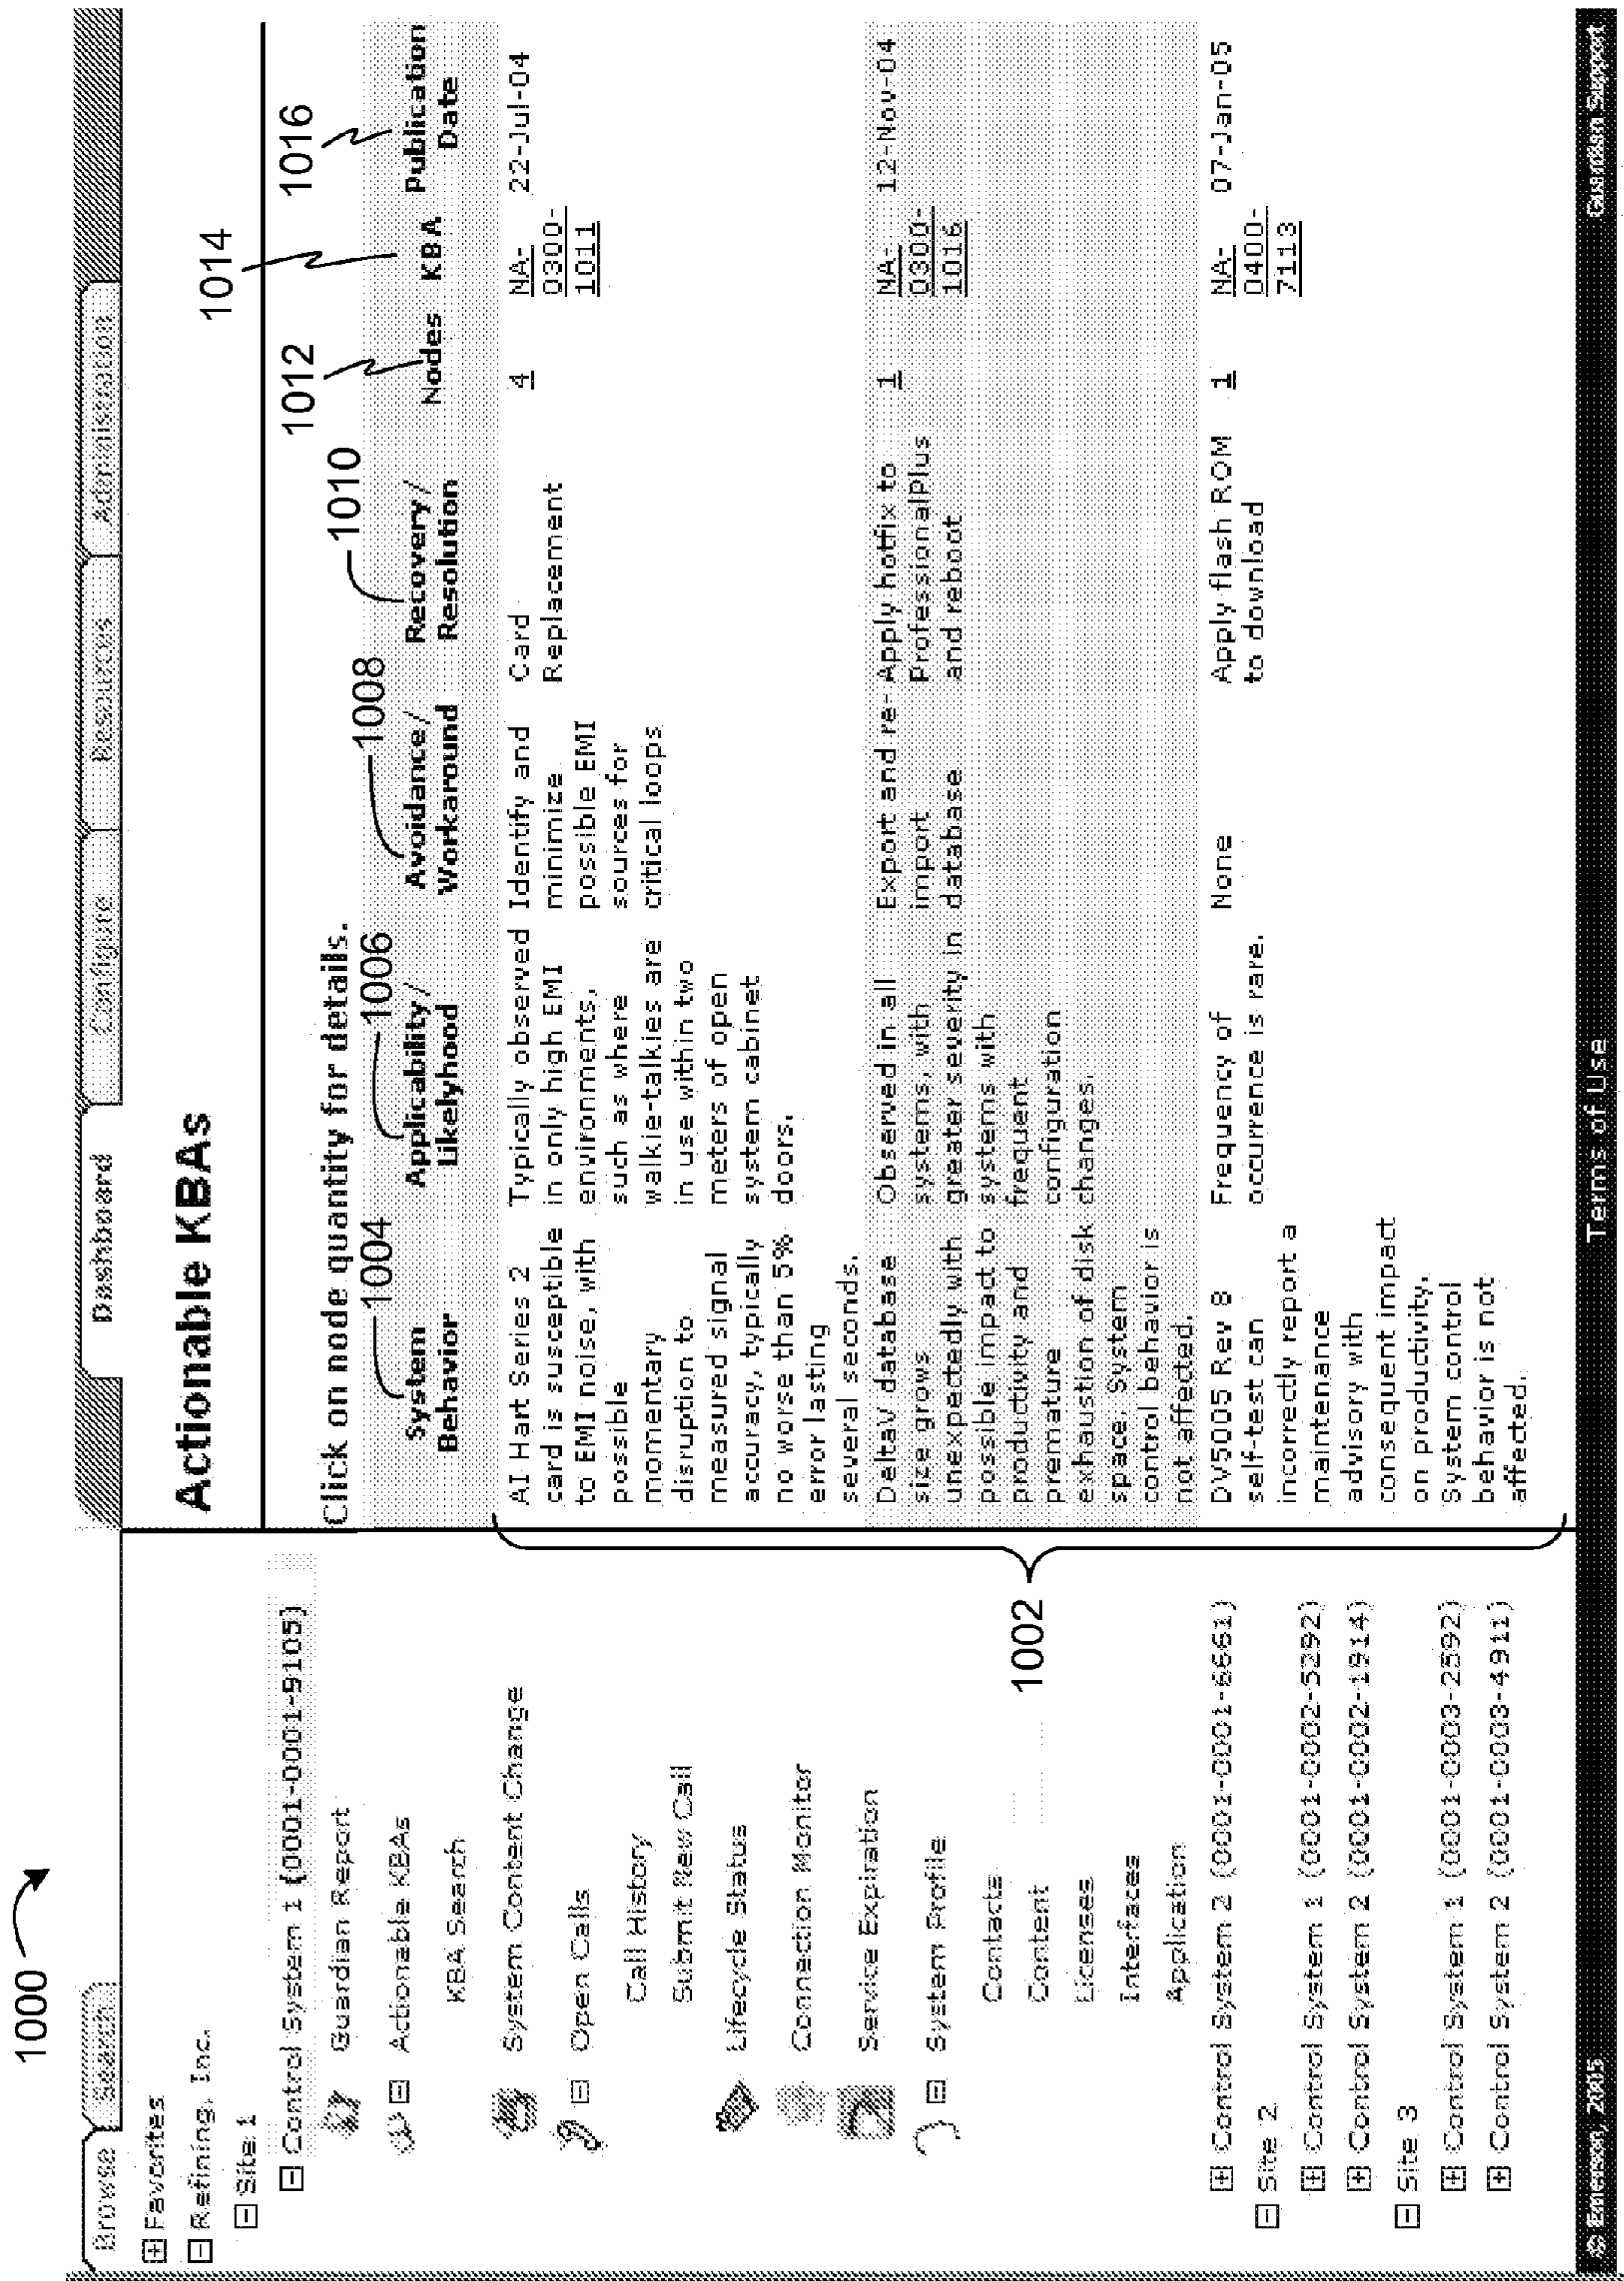 1000
Browse Search
Favorites
Refining, Inc.
Site 1
Control System 1 (0001-0001-9105)
Guardian Report
Actionable KBAs
KBA Search
System Content Change
Open Calls
Call History
Submit New Call
Lifecycle Status
Connection Monitor
Service Expiration
System Profile
Contacts
Content
Licenses
Interfaces
Application
Control System 2 (0001-0001-6661)
Site 2
Control System 1 (0001-0002-5292)
Control System 2 (0001-0002-1914)
Site 3
Control System 1 (0001-0003-2592)
Control System 2 (0001-0003-4911)
1002
Dashboard Configure Resources Administration
Actionable KBAs
Click on node quantity for details.
1004 1006 1008 1010 1012 1014 1016
System
Behavior
Applicability/
Likelyhood
Avoidance/
Workaround
Recovery/
Resolution
Nodes KBA
Publication
Date
AI Hart Series 2
card is susceptible
to EMI noise, with
possible
momentary
disruption to
measured signal
accuracy, typically
no worse than 5%
error lasting
several seconds.
Typically observed
in only high EMI
environments,
such as where
walkie-talkies are
in use within two
meters of open
system cabinet
doors.
Identify and
minimize
possible EMI
sources for
critical loops
Card
Replacement
4
NA-
0300-
1011
22-Jul-04
DeltaV database
size grows
unexpectedly with
possible impact to
productivity and
premature
exhaustion of disk
space. System
control behavior is
not affected.
Observed in all
systems, with
greater severity in
systems with
frequent
configuration
changes.
Export and re-
import
database
Apply hotfix to
ProfessionalPlus
and reboot
1
NA-
0300-
1016
12-Nov-04
DV5005 Rev 8
self-test can
incorrectly report a
maintenance
advisory with
consequent impact
on productivity.
System control
behavior is not
affected.
Frequency of
occurrence is rare.
None
Apply flash ROM
to download
1
NA-
0400-
7113
07-Jan-05
© Emerson, 2005 Terms of Use Guardian Support